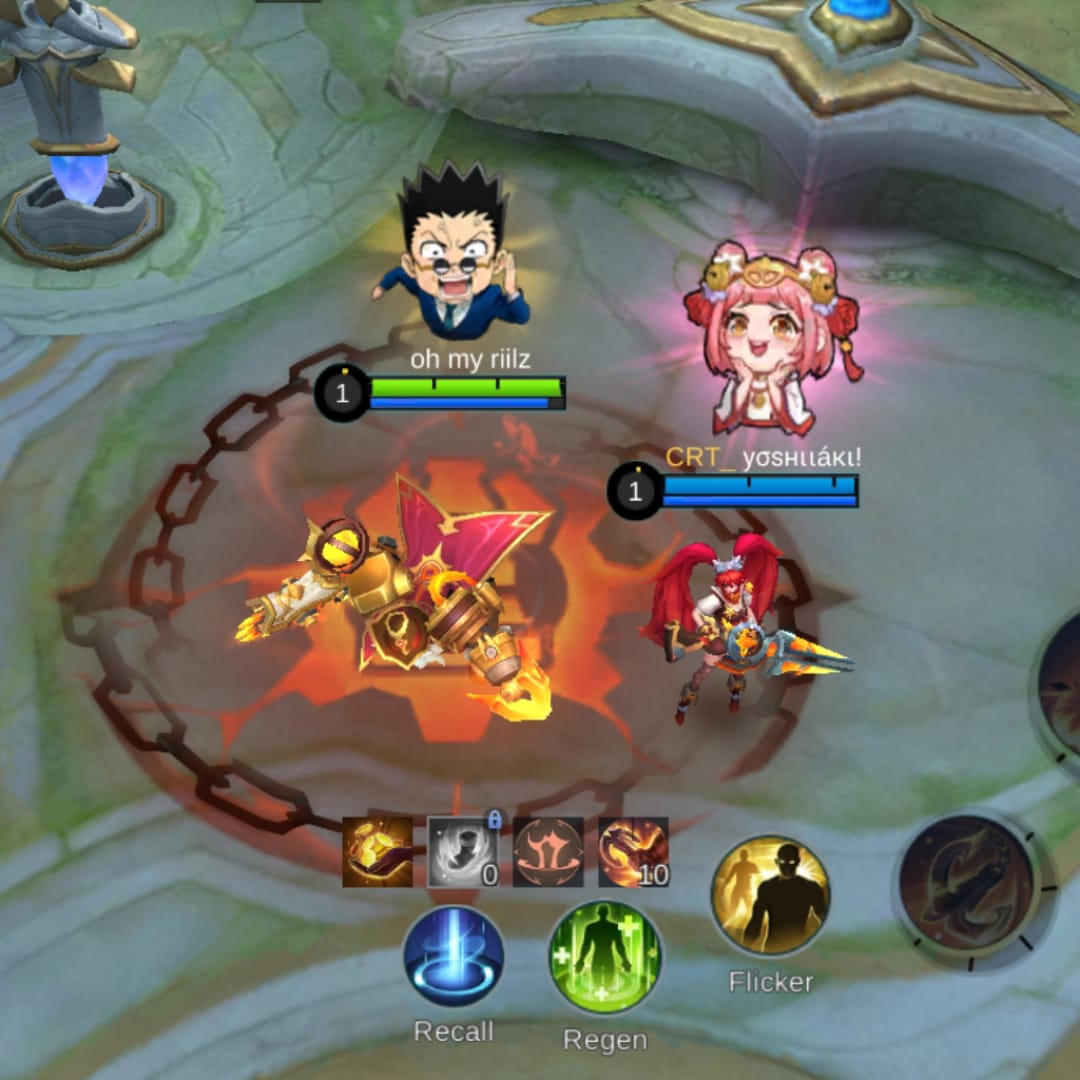 oh my riilz
1
CRT_ yσsнιιáкι!
1
0
10
Flicker
Recall
Regen